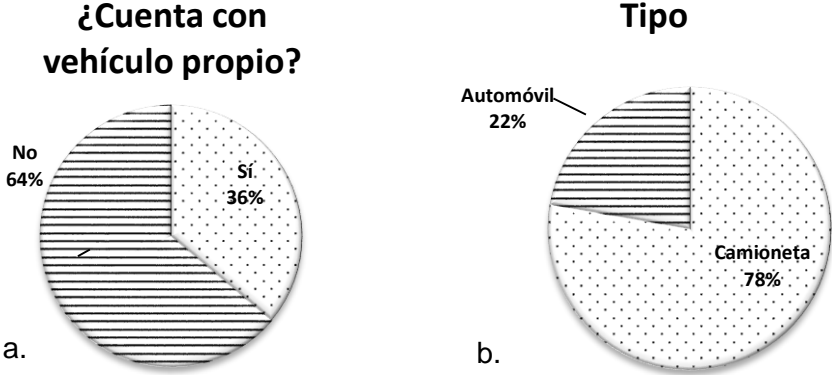 ¿Cuenta con
vehículo propio?
No
64%
Sí
36%
a.
Tipo
Automóvil
22%
Camioneta
78%
b.